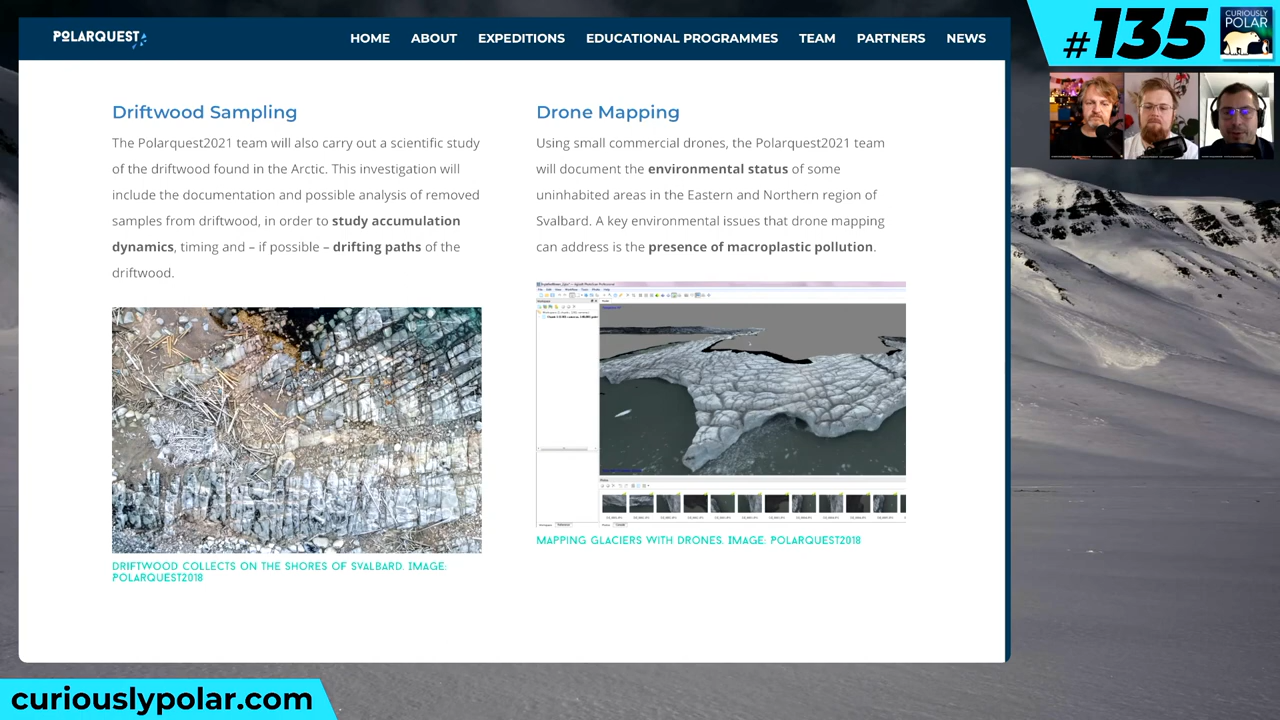 POLARQUEST
HOME
ABOUT
EXPEDITIONS
EDUCATIONAL PROGRAMMES
TEAM
PARTNERS
NEWS
#135
CURIOUSLY
POLAR
Driftwood Sampling
The Polarquest2021 team will also carry out a scientific study
of the driftwood found in the Arctic. This investigation will
include the documentation and possible analysis of removed
samples from driftwood, in order to study accumulation
dynamics, timing and – if possible – drifting paths of the
driftwood.
DRIFTWOOD COLLECTS ON THE SHORES OF SVALBARD. IMAGE:
POLARQUEST2018
Drone Mapping
Using small commercial drones, the Polarquest2021 team
will document the environmental status of some
uninhabited areas in the Eastern and Northern region of
Svalbard. A key environmental issues that drone mapping
can address is the presence of macroplastic pollution.
MAPPING GLACIERS WITH DRONES. IMAGE: POLARQUEST2018
curiouslypolar.com